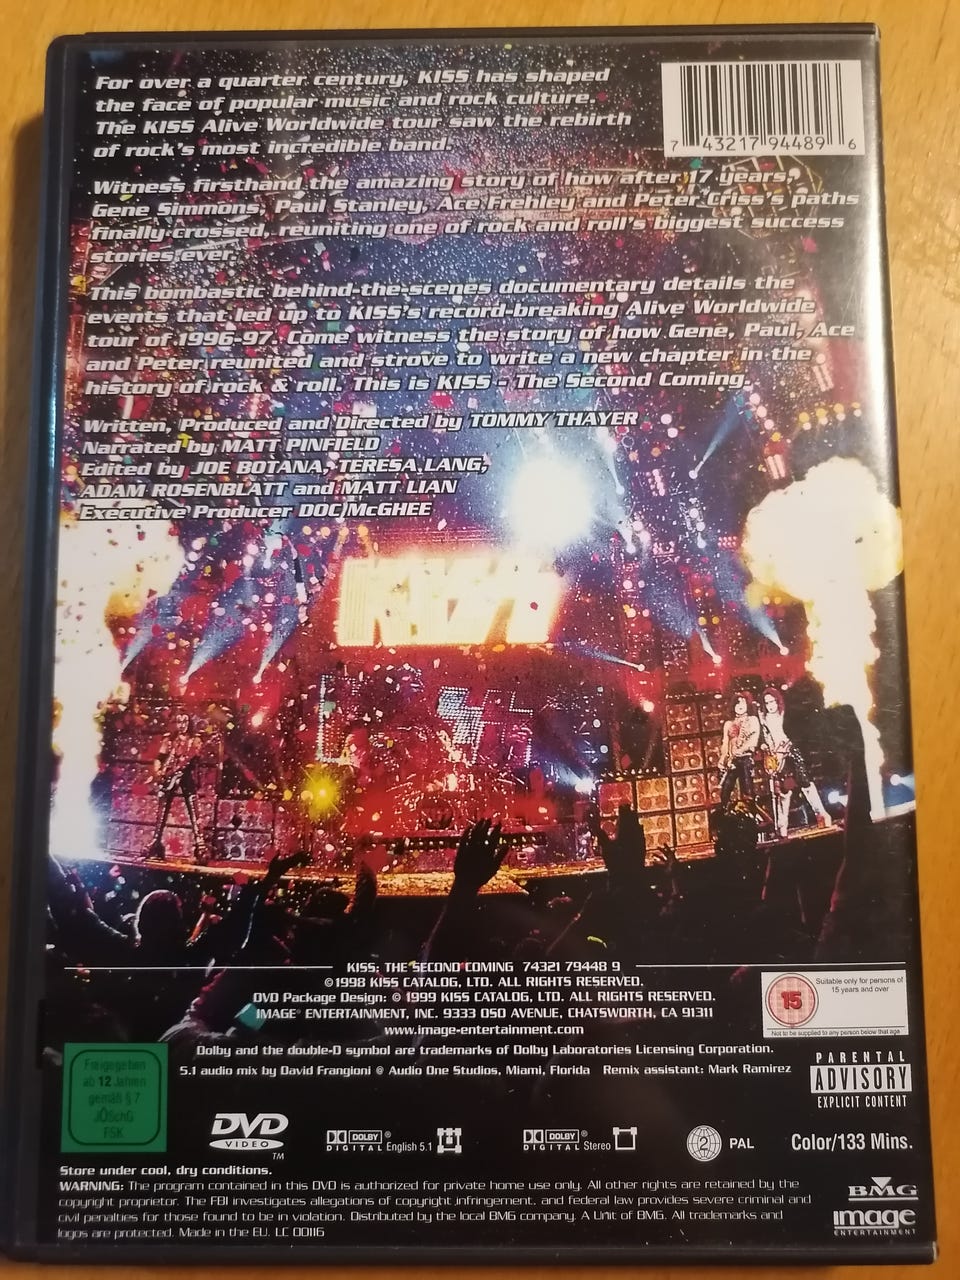 For over a quarter century, KISS has shaped
the face of popular music and rock culture.
The KISS Alive Worldwide tour saw the rebirth
of rock's most incredible band.
7 43217 94489 6
Witness firsthand the amazing story of how after 17 years,
Gene Simmons, Paul Stanley, Ace Frehley and Peter Criss's paths
finally crossed, reuniting one of rock and roll's biggest success
stories ever.
This bombastic behind-the-scenes documentary details the
events that led up to KISS's record-breaking Alive Worldwide
tour of 1996-97. Come witness the story of how Gene, Paul, Ace
and Peter reunited and strove to write a new chapter in the
history of rock & roll. This is KISS - The Second Coming.
Written, Produced and Directed by TOMMY THAYER
Narrated by MATT PINFIELD
Edited by JOE BOTANA, TERESA LANG,
ADAM ROSENBLATT and MATT LIAN
Executive Producer DOC McGHEE
KISS
KISS: THE SECOND COMING 74321 79448 9
©1998 KISS CATALOG, LTD. ALL RIGHTS RESERVED.
DVD Package Design: © 1999 KISS CATALOG, LTD. ALL RIGHTS RESERVED.
IMAGE® ENTERTAINMENT, INC. 9333 OSO AVENUE, CHATSWORTH, CA 91311
www.image-entertainment.com
15
Suitable only for persons of
15 years and over
Not to be supplied to any person below that age
Dolby and the double-D symbol are trademarks of Dolby Laboratories Licensing Corporation.
5.1 audio mix by David Frangioni @ Audio One Studios, Miami, Florida Remix assistant: Mark Ramirez
PARENTAL
ADVISORY
EXPLICIT CONTENT
Freigegeben
ab 12 Jahren
gemäß § 7
JÖSchG
FSK
DVD
VIDEO
TM
DOLBY®
DIGITAL English 5.1
DOLBY®
DIGITAL Stereo
2
PAL
Color/133 Mins.
Store under cool, dry conditions.
WARNING: The program contained in this DVD is authorized for private home use only. All other rights are retained by the
copyright proprietor. The FBI investigates allegations of copyright infringement, and federal law provides severe criminal and
civil penalties for those found to be in violation. Distributed by the local BMG company. A Unit of BMG. All trademarks and
logos are protected. Made in the EU. LC 00116
BMG
image
ENTERTAINMENT